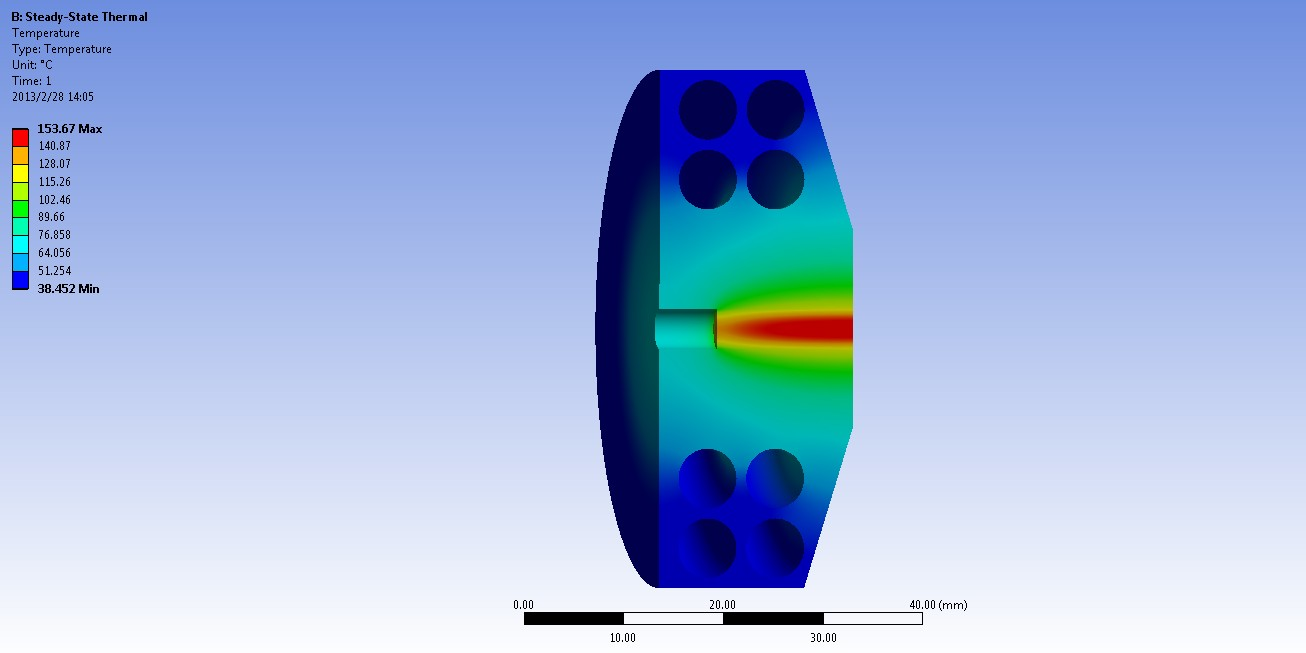 B: Steady-State Thermal
Temperature
Type: Temperature
Unit: °C
Time: 1
2013/2/28 14:05
153.67 Max
140.87
128.07
115.26
102.46
89.66
76.858
64.056
51.254
38.452 Min
0.00 20.00 40.00 (mm)
10.00 30.00